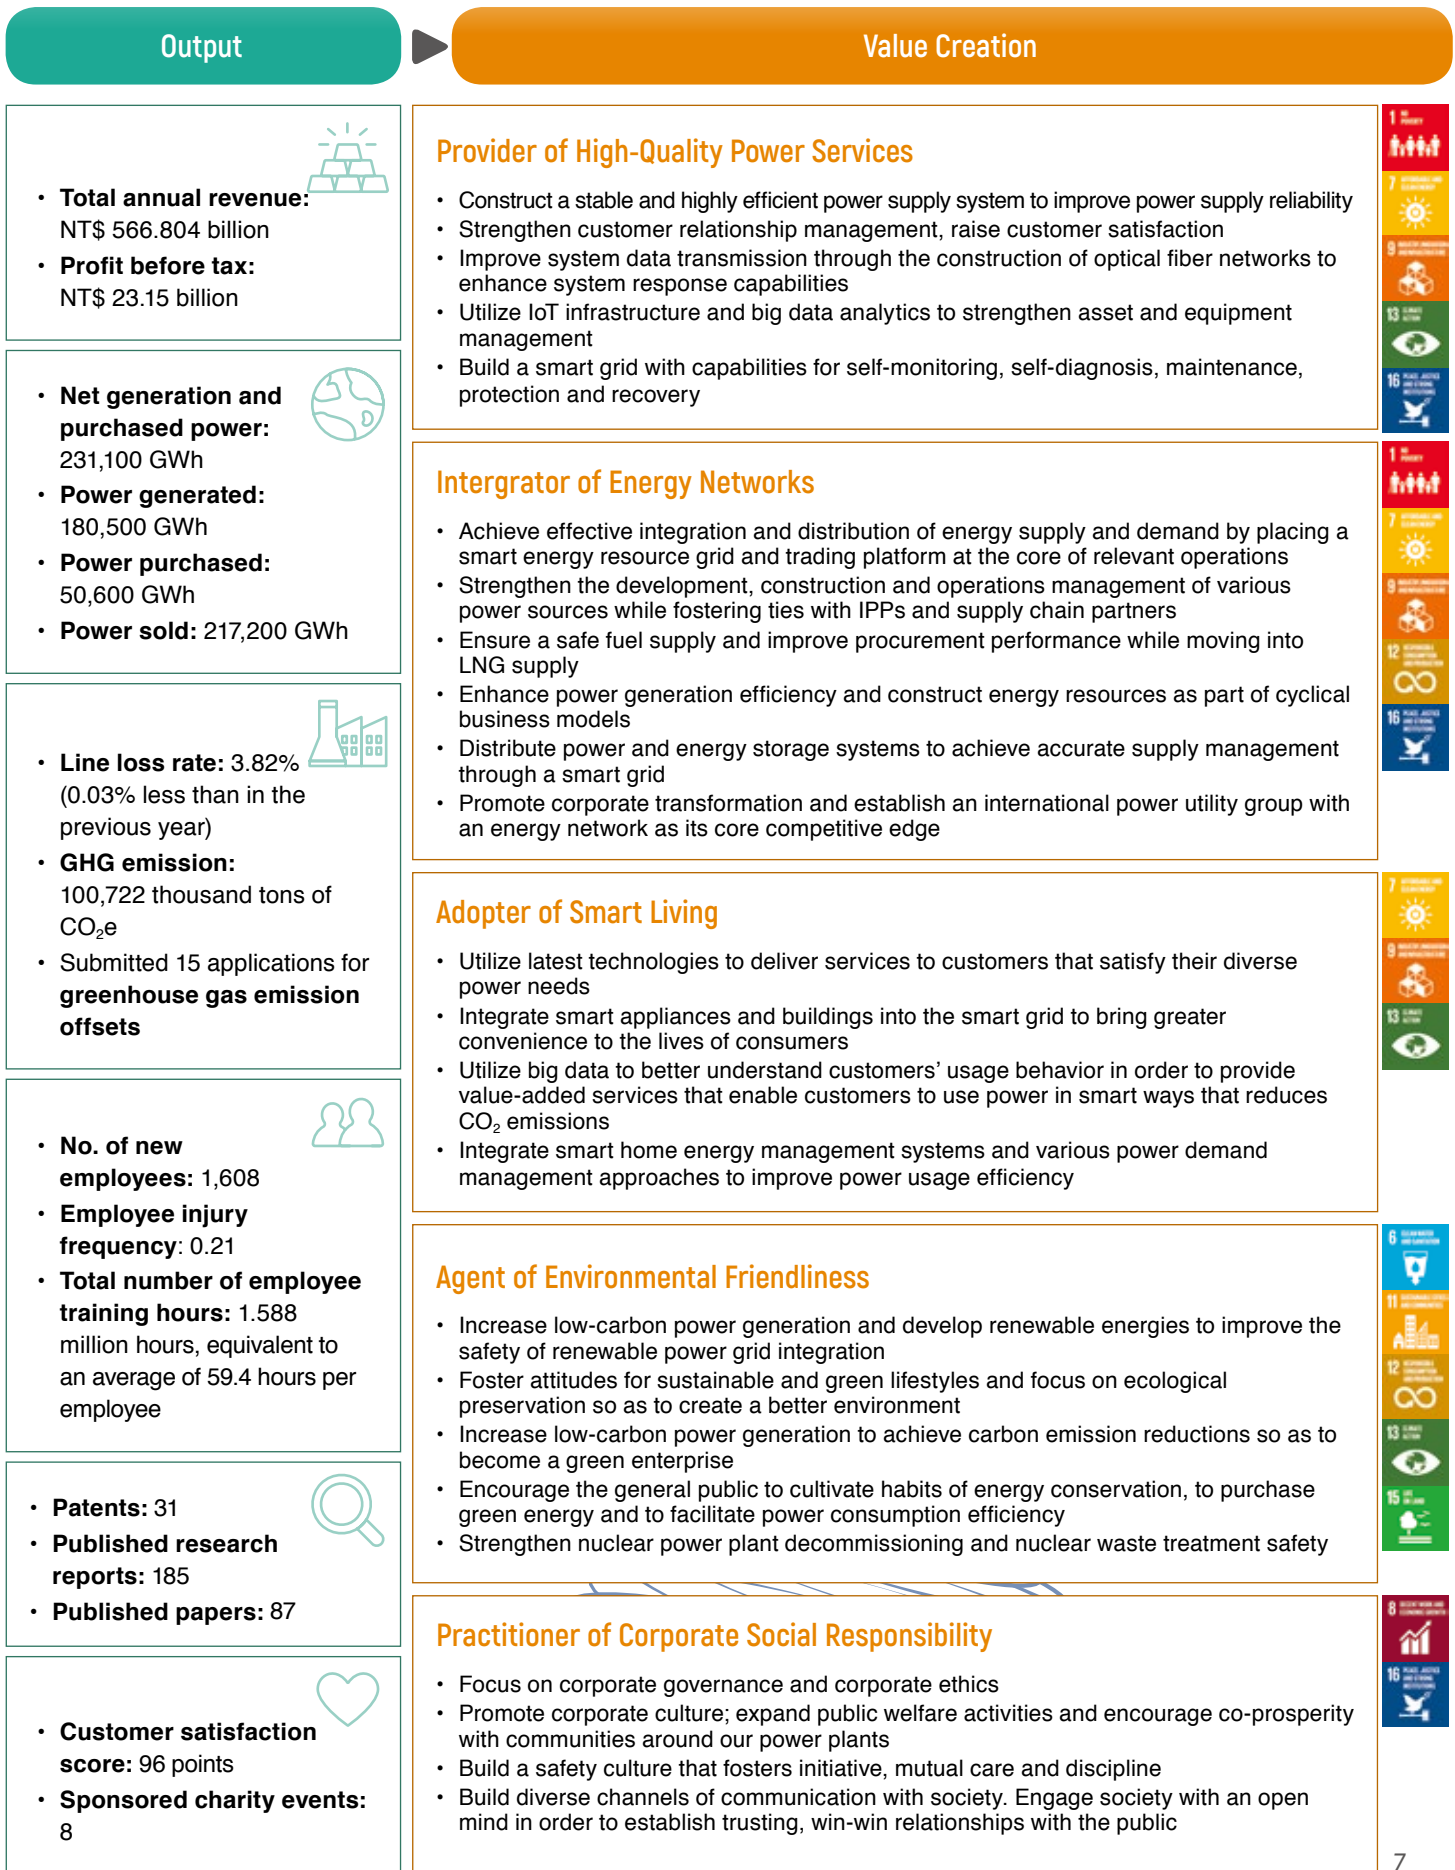 Output
Value Creation
• Total annual revenue:
NT$ 566.804 billion
• Profit before tax:
NT$ 23.15 billion
• Net generation and
purchased power:
231,100 GWh
• Power generated:
180,500 GWh
• Power purchased:
50,600 GWh
• Power sold: 217,200 GWh
• Line loss rate: 3.82%
(0.03% less than in the
previous year)
• GHG emission:
100,722 thousand tons of
CO₂e
• Submitted 15 applications for
greenhouse gas emission
offsets
• No. of new
employees: 1,608
• Employee injury
frequency: 0.21
• Total number of employee
training hours: 1.588
million hours, equivalent to
an average of 59.4 hours per
employee
• Patents: 31
• Published research
reports: 185
• Published papers: 87
• Customer satisfaction
score: 96 points
• Sponsored charity events:
8
Provider of High-Quality Power Services
• Construct a stable and highly efficient power supply system to improve power supply reliability
• Strengthen customer relationship management, raise customer satisfaction
• Improve system data transmission through the construction of optical fiber networks to
enhance system response capabilities
• Utilize IoT infrastructure and big data analytics to strengthen asset and equipment
management
• Build a smart grid with capabilities for self-monitoring, self-diagnosis, maintenance,
protection and recovery
1
7
9
13
16
Intergrator of Energy Networks
• Achieve effective integration and distribution of energy supply and demand by placing a
smart energy resource grid and trading platform at the core of relevant operations
• Strengthen the development, construction and operations management of various
power sources while fostering ties with IPPs and supply chain partners
• Ensure a safe fuel supply and improve procurement performance while moving into
LNG supply
• Enhance power generation efficiency and construct energy resources as part of cyclical
business models
• Distribute power and energy storage systems to achieve accurate supply management
through a smart grid
• Promote corporate transformation and establish an international power utility group with
an energy network as its core competitive edge
1
7
9
12
16
Adopter of Smart Living
• Utilize latest technologies to deliver services to customers that satisfy their diverse
power needs
• Integrate smart appliances and buildings into the smart grid to bring greater
convenience to the lives of consumers
• Utilize big data to better understand customers’ usage behavior in order to provide
value-added services that enable customers to use power in smart ways that reduces
CO₂ emissions
• Integrate smart home energy management systems and various power demand
management approaches to improve power usage efficiency
7
9
13
Agent of Environmental Friendliness
• Increase low-carbon power generation and develop renewable energies to improve the
safety of renewable power grid integration
• Foster attitudes for sustainable and green lifestyles and focus on ecological
preservation so as to create a better environment
• Increase low-carbon power generation to achieve carbon emission reductions so as to
become a green enterprise
• Encourage the general public to cultivate habits of energy conservation, to purchase
green energy and to facilitate power consumption efficiency
• Strengthen nuclear power plant decommissioning and nuclear waste treatment safety
6
11
12
13
15
Practitioner of Corporate Social Responsibility
• Focus on corporate governance and corporate ethics
• Promote corporate culture; expand public welfare activities and encourage co-prosperity
with communities around our power plants
• Build a safety culture that fosters initiative, mutual care and discipline
• Build diverse channels of communication with society. Engage society with an open
mind in order to establish trusting, win-win relationships with the public
8
16
7